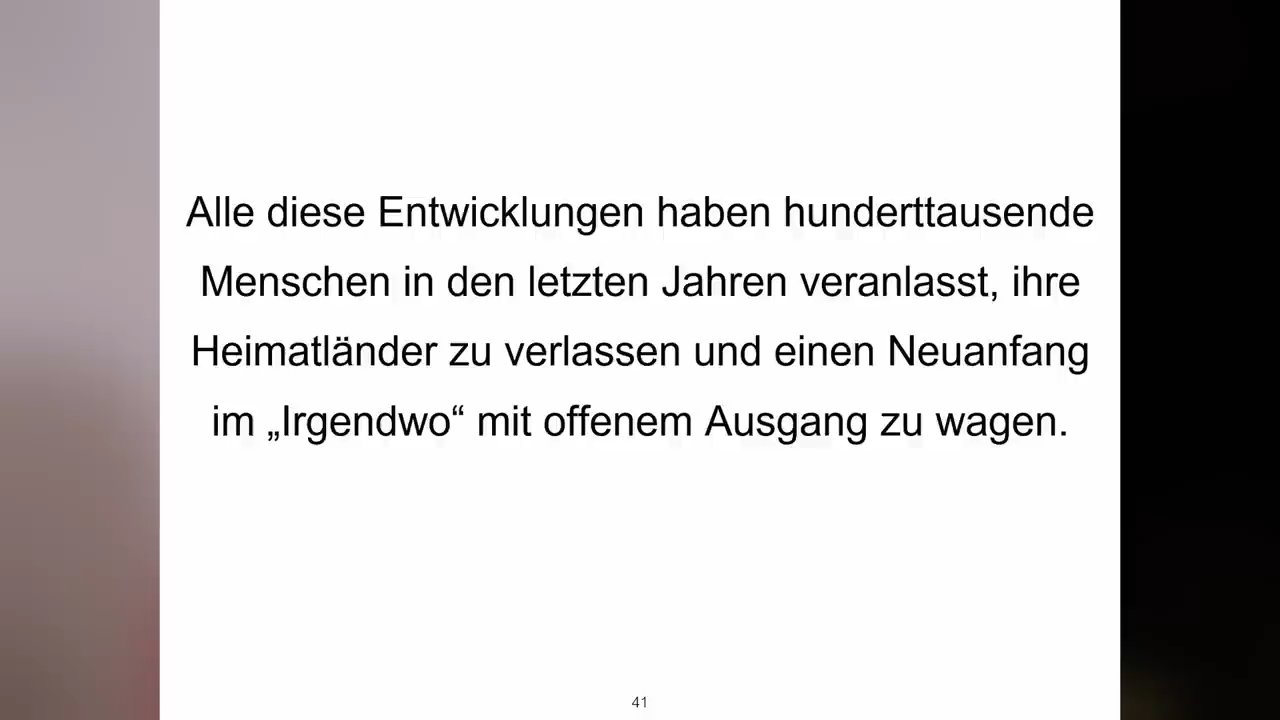 Alle diese Entwicklungen haben hunderttausende
Menschen in den letzten Jahren veranlasst, ihre
Heimatländer zu verlassen und einen Neuanfang
im „Irgendwo“ mit offenem Ausgang zu wagen.
41